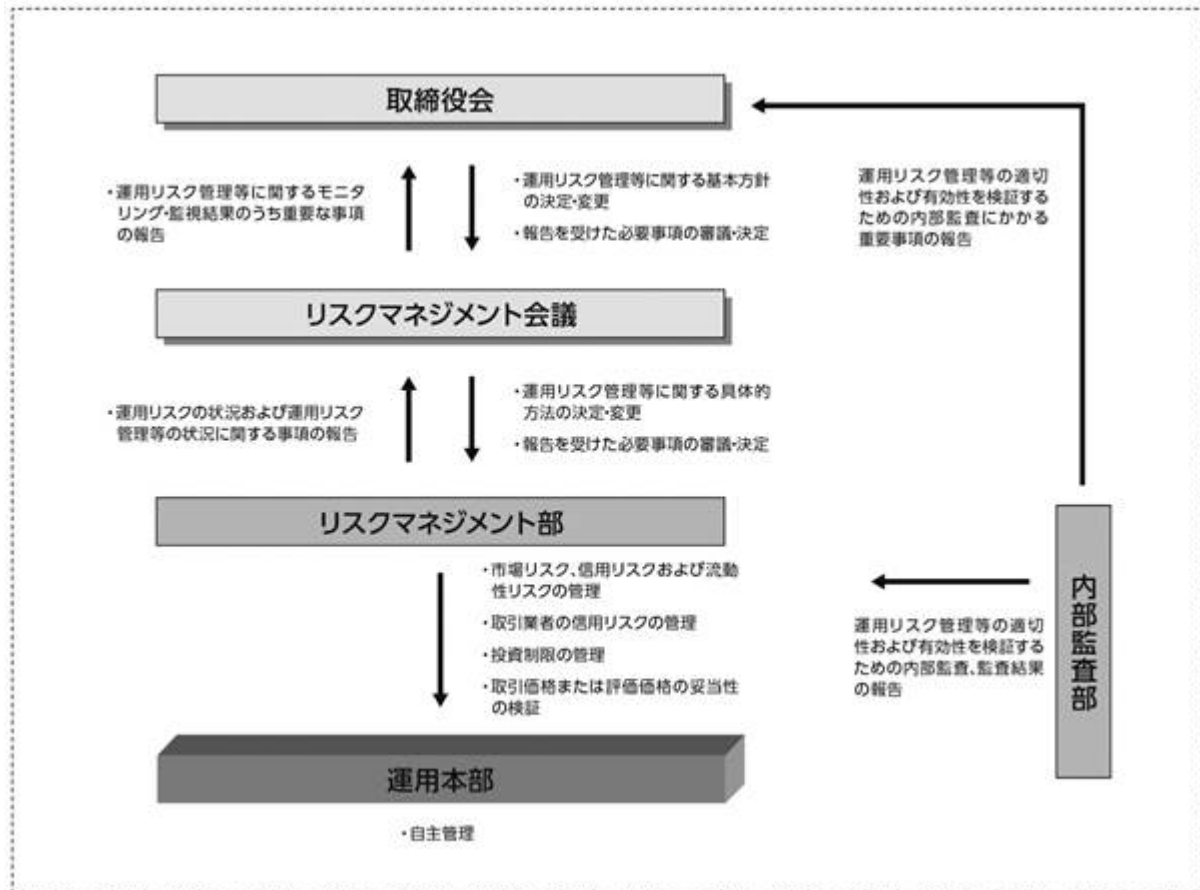 取締役会
・運用リスク管理等に関するモニタ
リング・監視結果のうち重要な事項
の報告
・運用リスク管理等に関する基本方針
の決定・変更
・報告を受けた必要事項の審議・決定
運用リスク管理等の適切
性および有効性を検証する
ための内部監査にかかる
重要事項の報告
リスクマネジメント会議
・運用リスクの状況および運用リスク
管理等の状況に関する事項の報告
・運用リスク管理等に関する具体的
方法の決定・変更
・報告を受けた必要事項の審議・決定
リスクマネジメント部
・市場リスク、信用リスクおよび流動
性リスクの管理
・取引業者の信用リスクの管理
・投資制限の管理
・取引価格または評価価格の妥当性
の検証
運用リスク管理等の適切
性および有効性を検証する
ための内部監査、監査結果
の報告
内部監査部
運用本部
・自主管理